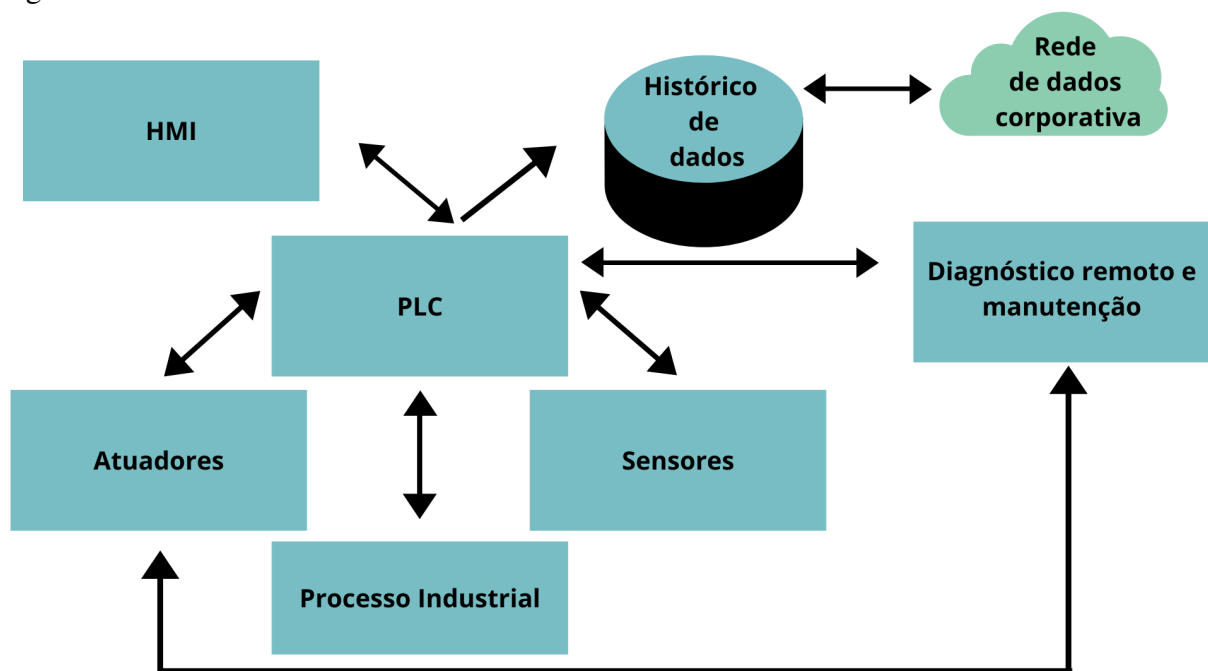 HMI
Histórico
de
dados
Rede
de dados
corporativa
PLC
Diagnóstico remoto e
manutenção
Atuadores
Sensores
Processo Industrial